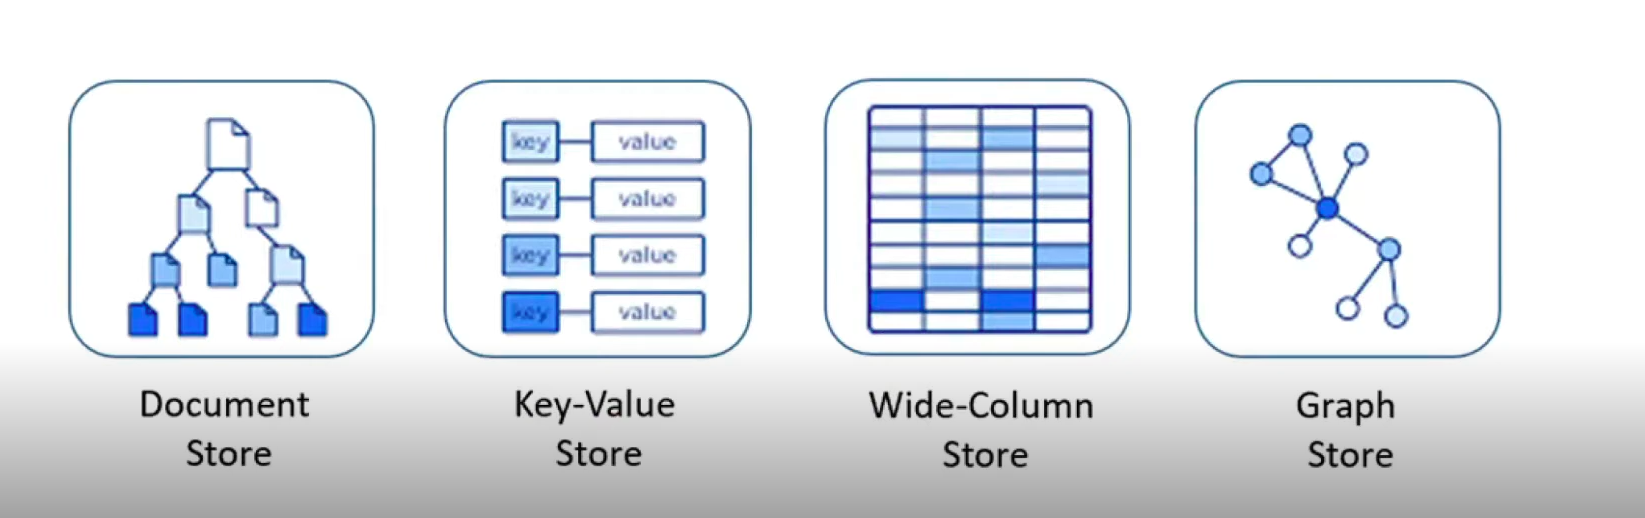 key value
key value
key value
key value
Document
Store
Key-Value
Store
Wide-Column
Store
Graph
Store